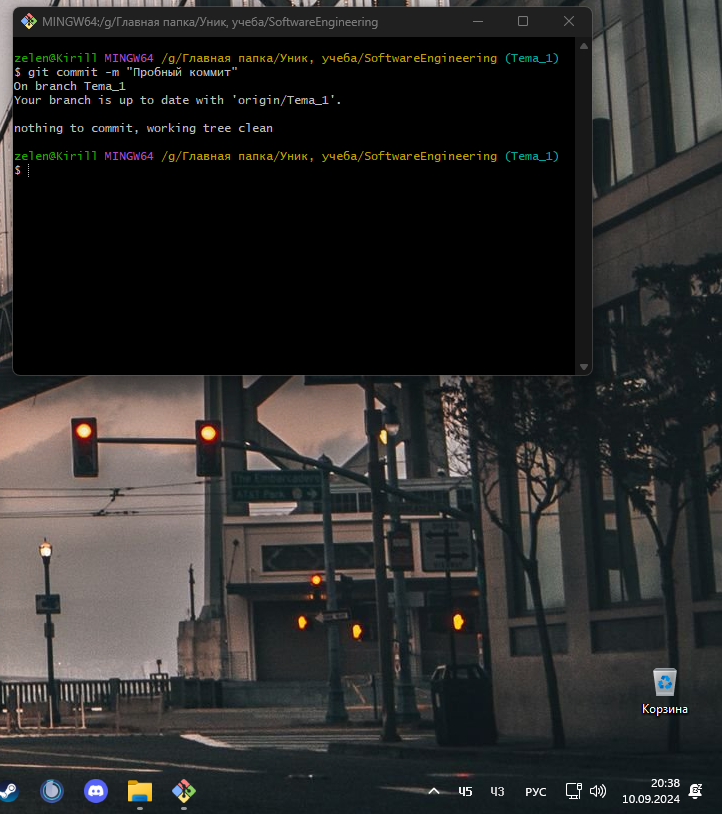 MINGW64:/g/Главная папка/Уник, учеба/SoftwareEngineering
zelen@Kirill MINGW64 /g/Главная папка/Уник, учеба/SoftwareEngineering (Tema_1)
$ git commit -m "Пробный коммит"
On branch Tema_1
Your branch is up to date with 'origin/Tema_1'.
nothing to commit, working tree clean
zelen@Kirill MINGW64 /g/Главная папка/Уник, учеба/SoftwareEngineering (Tema_1)
$
The Embarcadero
AT&T Park
Корзина
45
43
РУС
20:38
10.09.2024